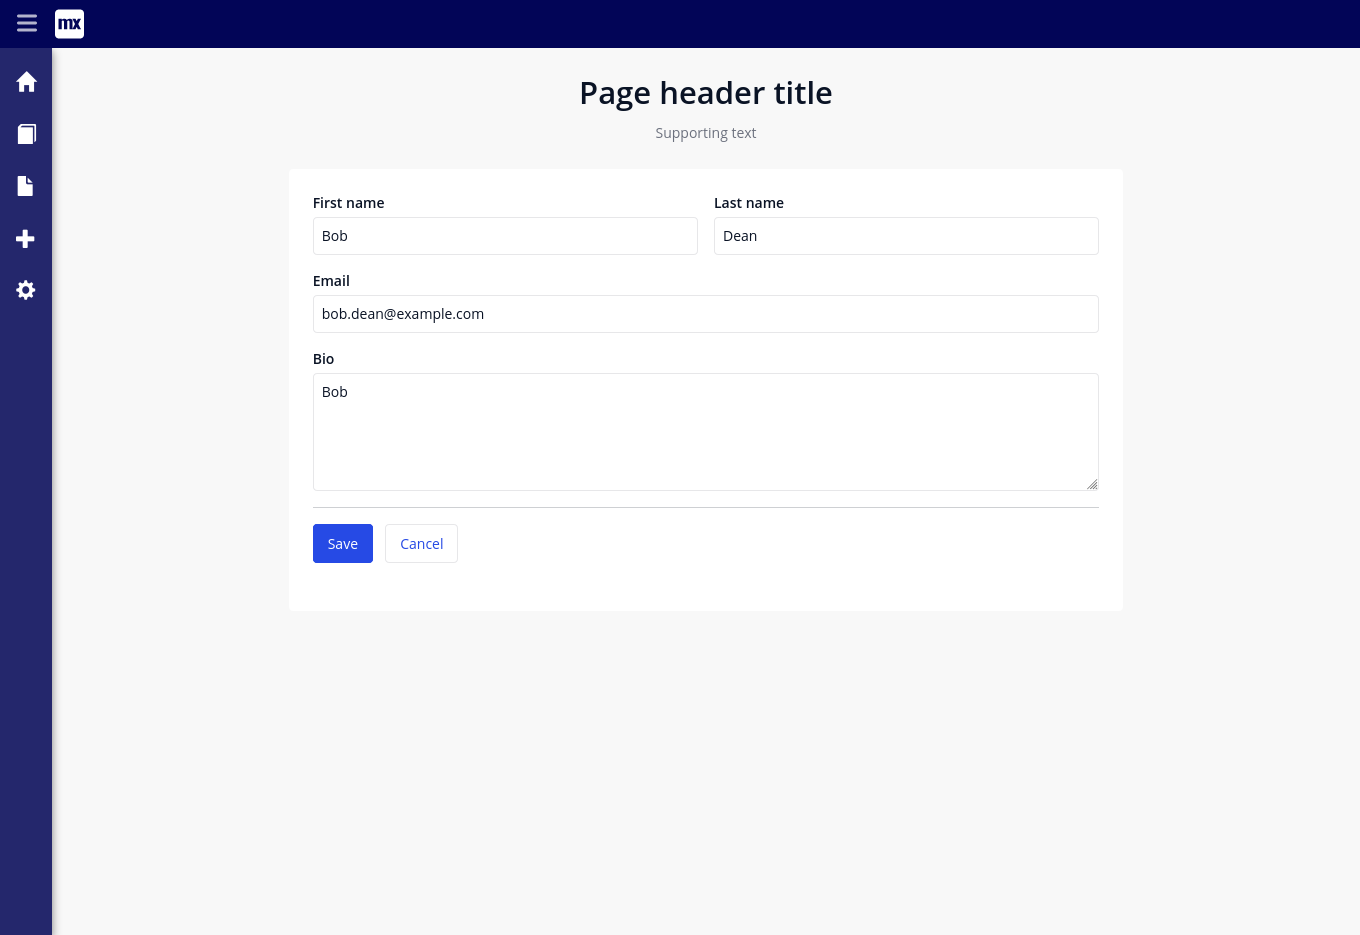 mx
Page header title
Supporting text
First name
Last name
Bob
Dean
Email
bob.dean@example.com
Bio
Bob
Save
Cancel